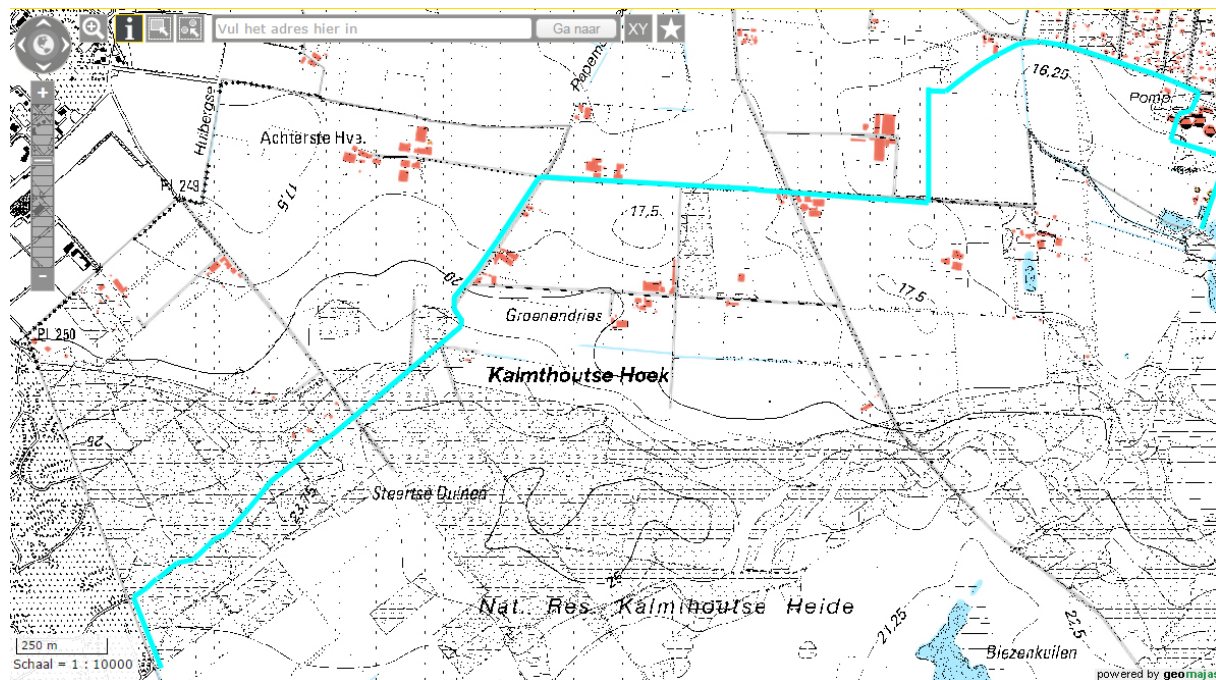 Vul het adres hier in
Ga naar
XY
Papema
16,25
Pomp.
Huibergse
Achterste Hva.
Pl. 249
17,5
17,5.
20
17,5
Groenendries
Pl. 250
Kalmthoutse Hoek
25
23,75
Steertse Duinen
25
Nat. Res. Kalmthoutse Heide
21,25
22,5
250 m
Biezenkuilen
Schaal = 1 : 10000
powered by geomajas